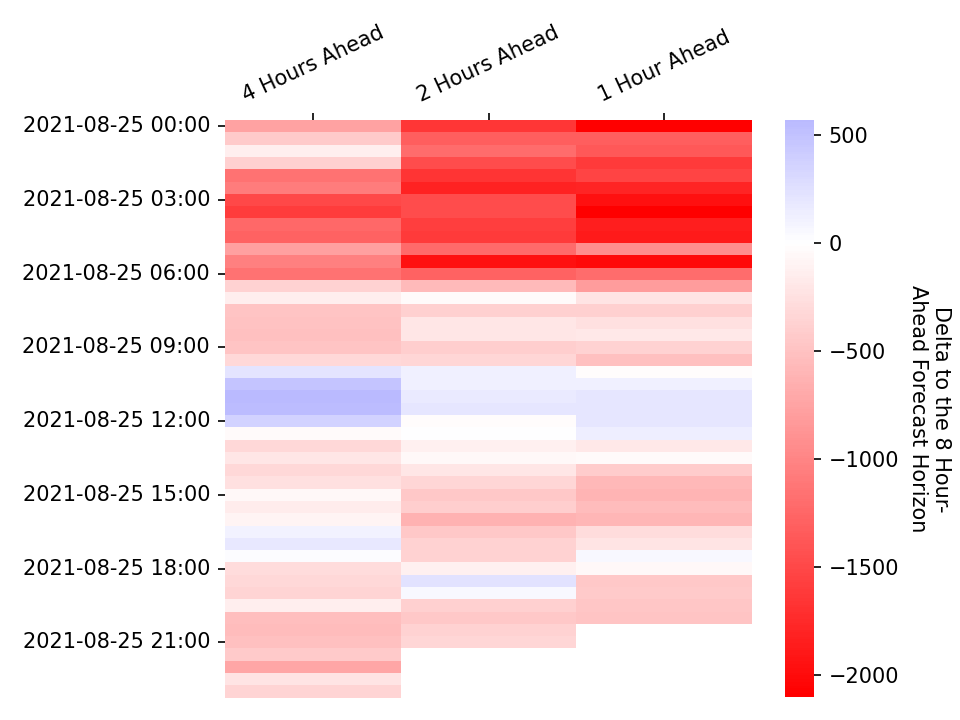 4 Hours Ahead
2 Hours Ahead
1 Hour Ahead
2021-08-25 00:00
2021-08-25 03:00
2021-08-25 06:00
2021-08-25 09:00
2021-08-25 12:00
2021-08-25 15:00
2021-08-25 18:00
2021-08-25 21:00
500
0
−500
−1000
−1500
−2000
Delta to the 8 Hour-
Ahead Forecast Horizon